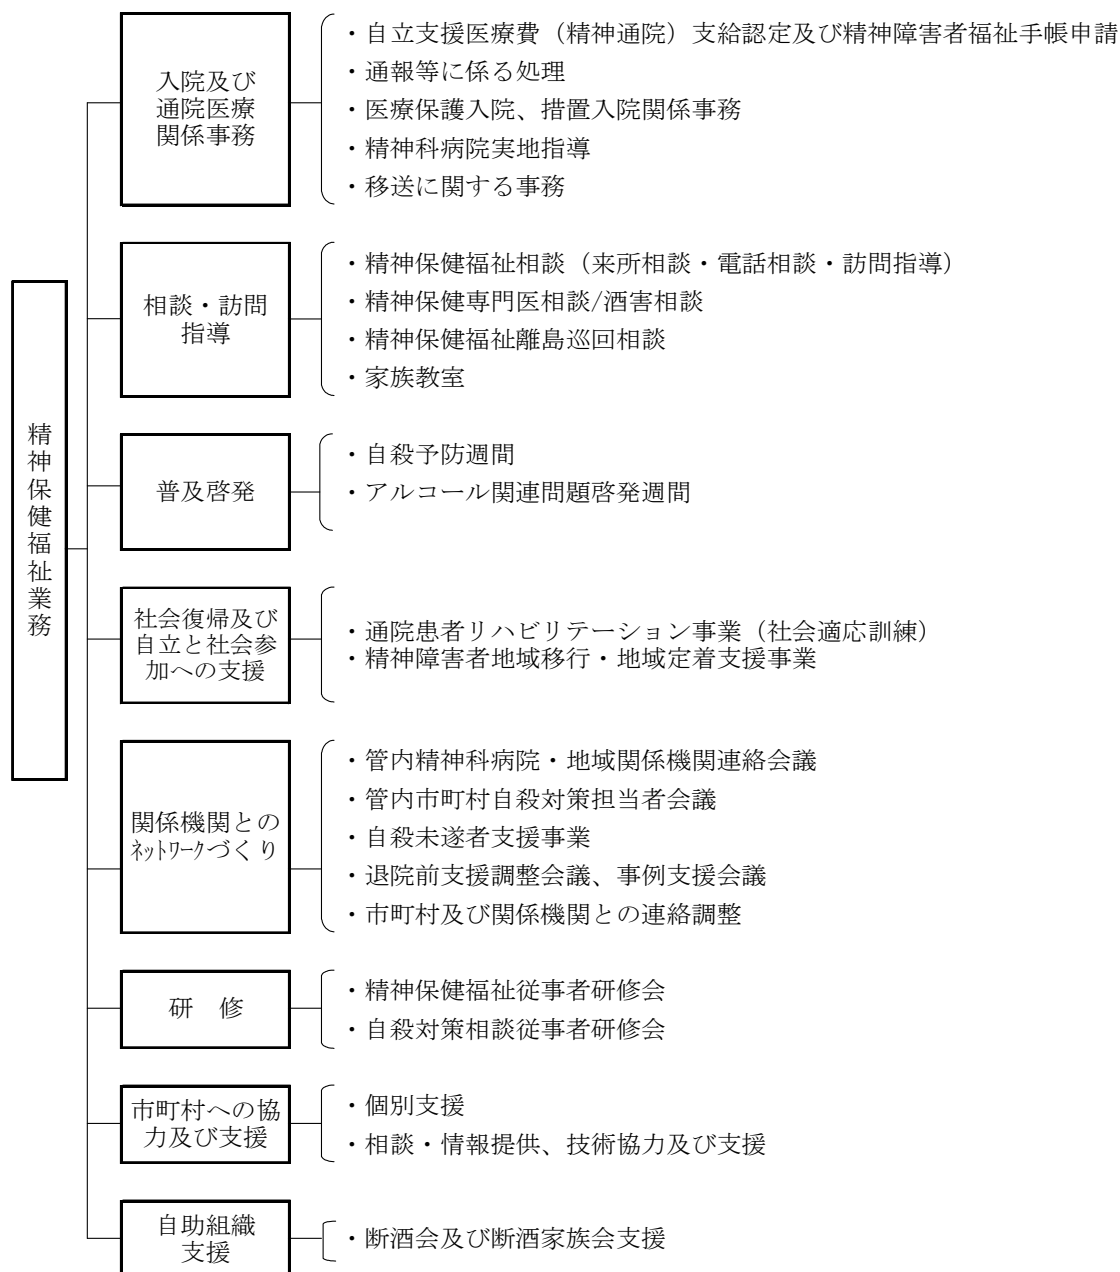 精神保健福祉業務
入院及び
通院医療
関係事務
・自立支援医療費（精神通院）支給認定及び精神障害者福祉手帳申請
・通報等に係る処理
・医療保護入院、措置入院関係事務
・精神科病院実地指導
・移送に関する事務
相談・訪問
指導
・精神保健福祉相談（来所相談・電話相談・訪問指導）
・精神保健専門医相談/酒害相談
・精神保健福祉離島巡回相談
・家族教室
普及啓発
・自殺予防週間
・アルコール関連問題啓発週間
社会復帰及び
自立と社会参
加への支援
・通院患者リハビリテーション事業（社会適応訓練）
・精神障害者地域移行・地域定着支援事業
関係機関との
ネットワークづくり
・管内精神科病院・地域関係機関連絡会議
・管内市町村自殺対策担当者会議
・自殺未遂者支援事業
・退院前支援調整会議、事例支援会議
・市町村及び関係機関との連絡調整
研　修
・精神保健福祉従事者研修会
・自殺対策相談従事者研修会
市町村への協
力及び支援
・個別支援
・相談・情報提供、技術協力及び支援
自助組織
支援
・断酒会及び断酒家族会支援